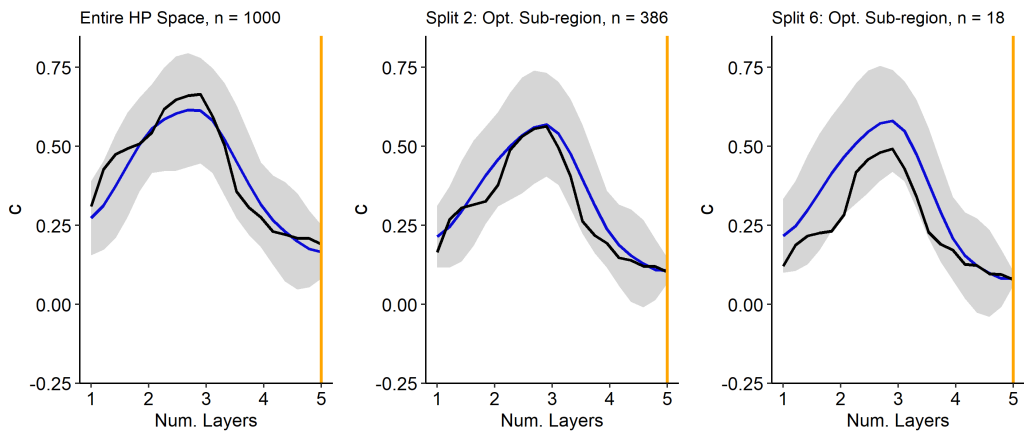 Entire HP Space, n = 1000
0.75
0.50
0.25
0.00
-0.25
c
1 2 3 4 5
Num. Layers
Split 2: Opt. Sub-region, n = 386
0.75
0.50
0.25
0.00
-0.25
c
1 2 3 4 5
Num. Layers
Split 6: Opt. Sub-region, n = 18
0.75
0.50
0.25
0.00
-0.25
c
1 2 3 4 5
Num. Layers